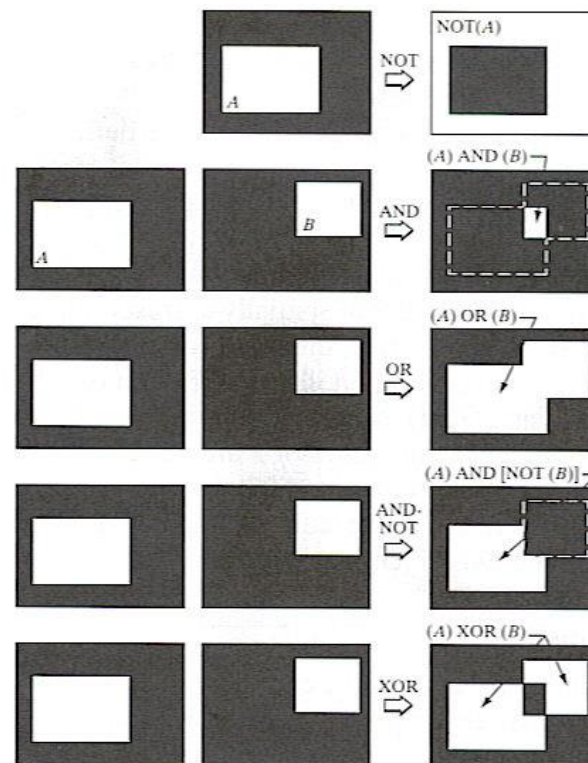 NOT(A)
NOT
A
(A) AND (B)
A
B
AND
(A) OR (B)
OR
(A) AND [NOT (B)]
AND-
NOT
(A) XOR (B)
XOR